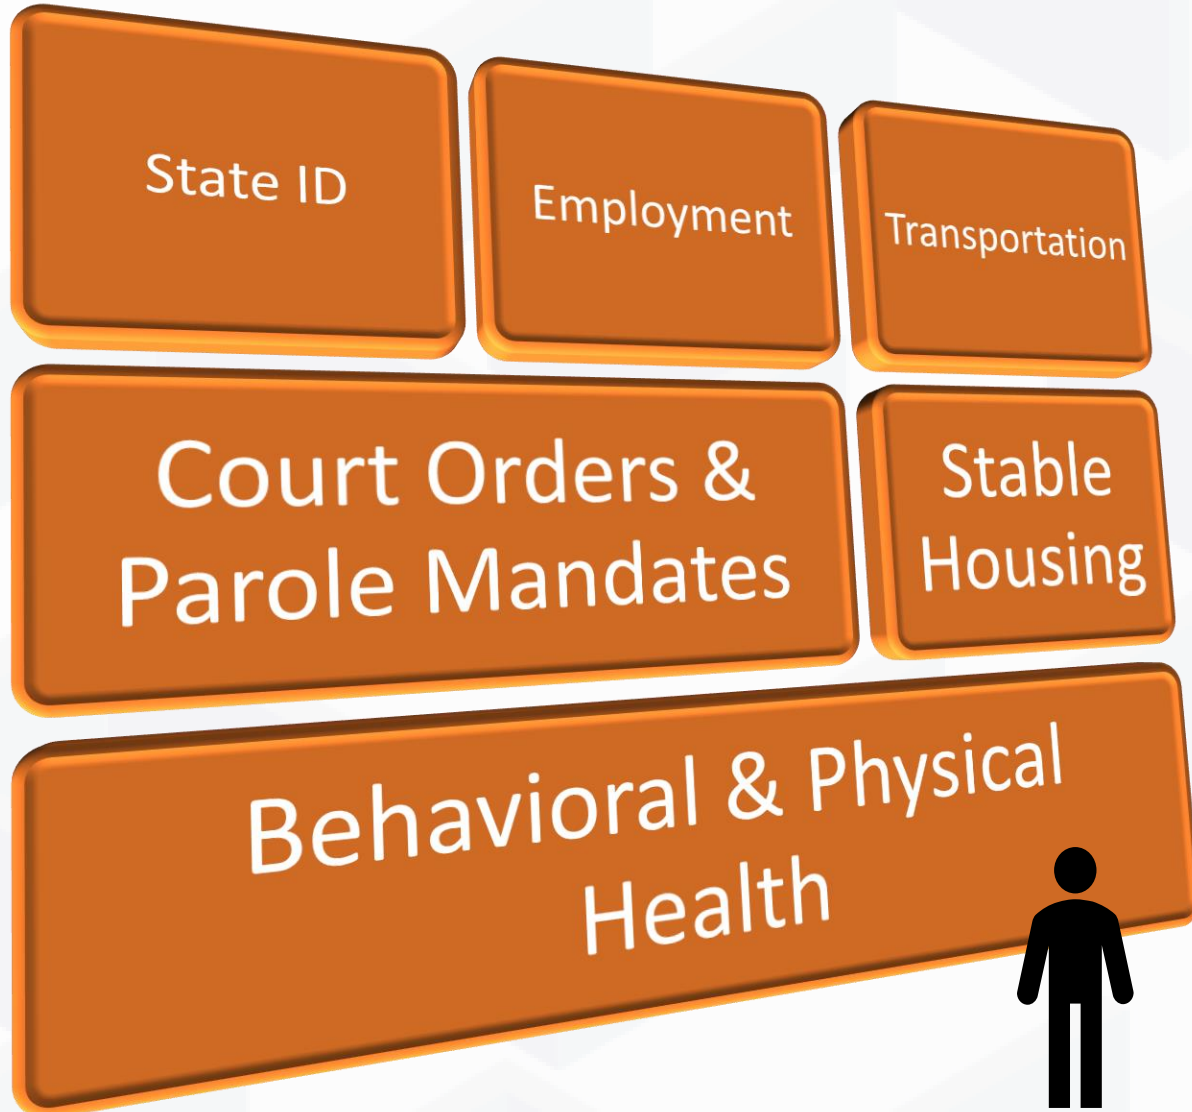 State ID
Employment
Transportation
Court Orders &
Parole Mandates
Stable
Housing
Behavioral & Physical
Health